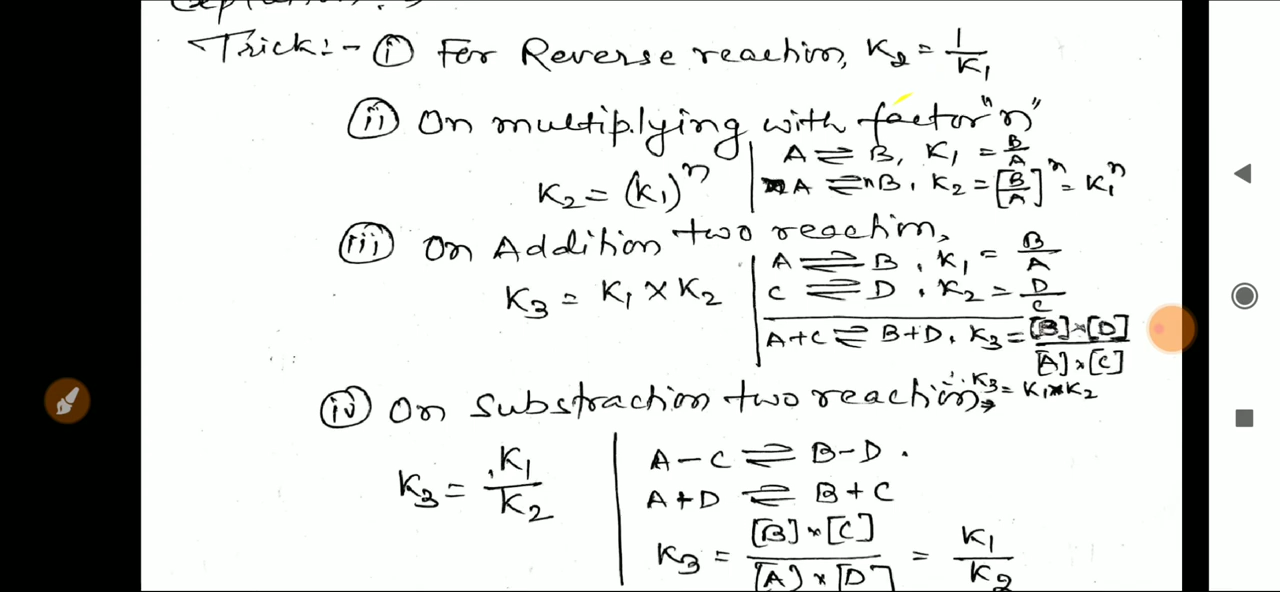 Trick:- (i) For Reverse reaction, K₂ = 1/K₁
(ii) On multiplying with factor "n"
K₂ = (K₁)ⁿ
A ⇌ B, K₁ = B/A
A ⇌ nB, K₂ = [B/A]ⁿ = K₁ⁿ
(iii) On Addition two reaction,
K₃ = K₁ × K₂
A ⇌ B, K₁ = B/A
C ⇌ D, K₂ = D/C
A+C ⇌ B+D, K₃ = [B]×[D]/[A]×[C]
∴ K₃ = K₁×K₂
(iv) On Substraction two reaction,
K₃ = K₁/K₂
A-C ⇌ B-D.
A+D ⇌ B+C
K₃ = [B]×[C]/[A]×[D] = K₁/K₂